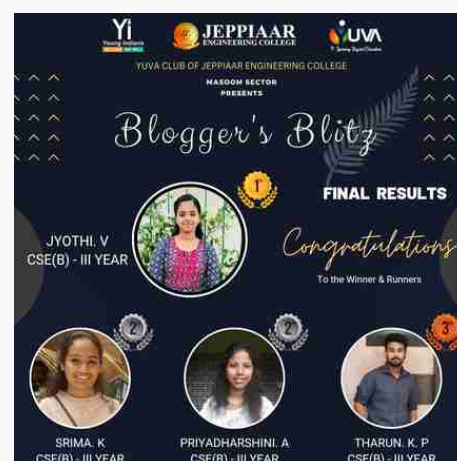 Yi
Young Indians
JEPPIAAR
ENGINEERING COLLEGE
YUVA
YUVA CLUB OF JEPPIAAR ENGINEERING COLLEGE
MASOOM SECTOR
PRESENTS
Blogger's Blitz
1
FINAL RESULTS
JYOTHI. V
CSE(B) - III YEAR
Congratulations
To the Winner & Runners
2
2
3
SRIMA. K
PRIYADHARSHINI. A
THARUN. K. P
CSE(B) - III YEAR
CSE(B) - III YEAR
CSE(B) - III YEAR